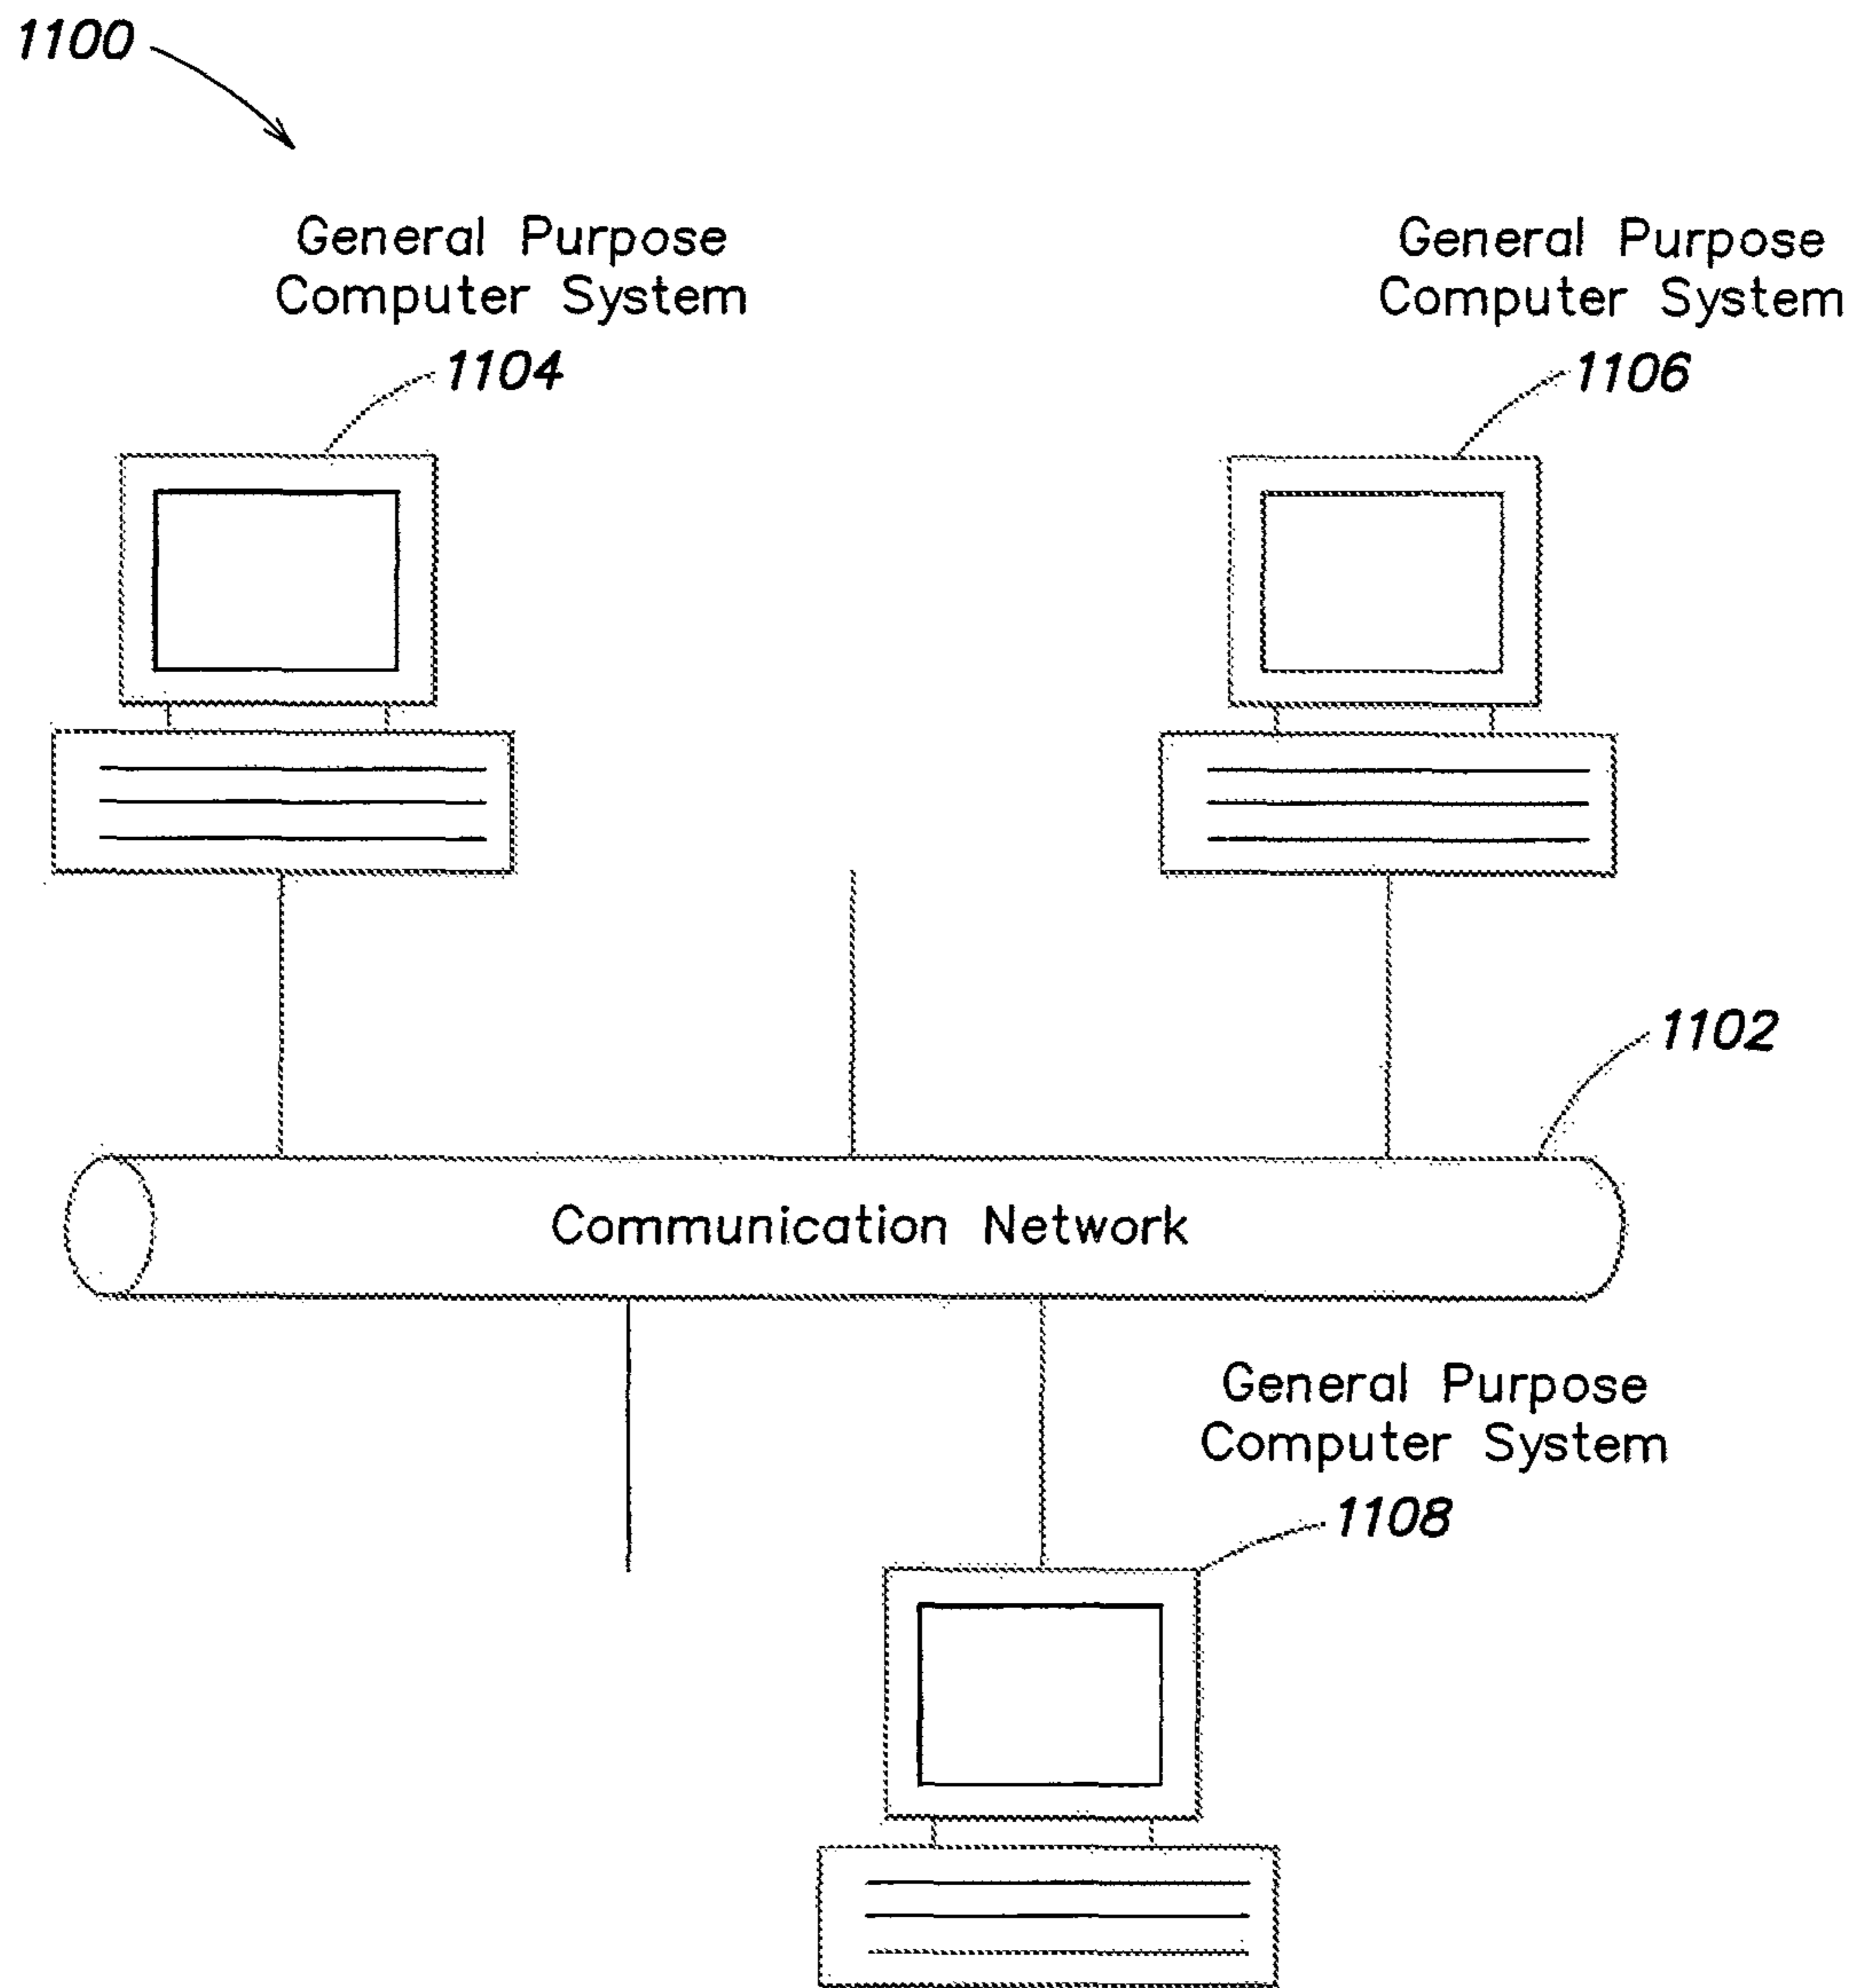 1100
General Purpose
Computer System
1104
General Purpose
Computer System
1106
1102
Communication Network
General Purpose
Computer System
1108